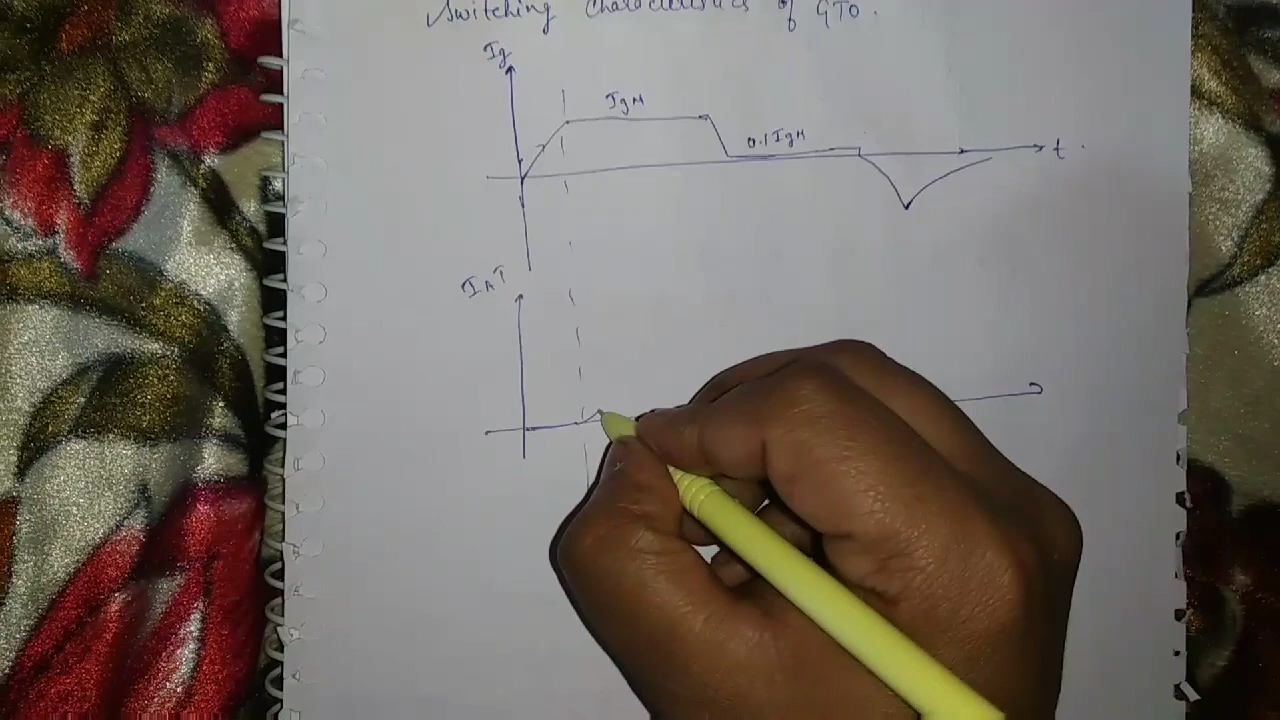 Switching Characteristics of GTO.
Ig
IgM
0.1 IgM
t.
IA